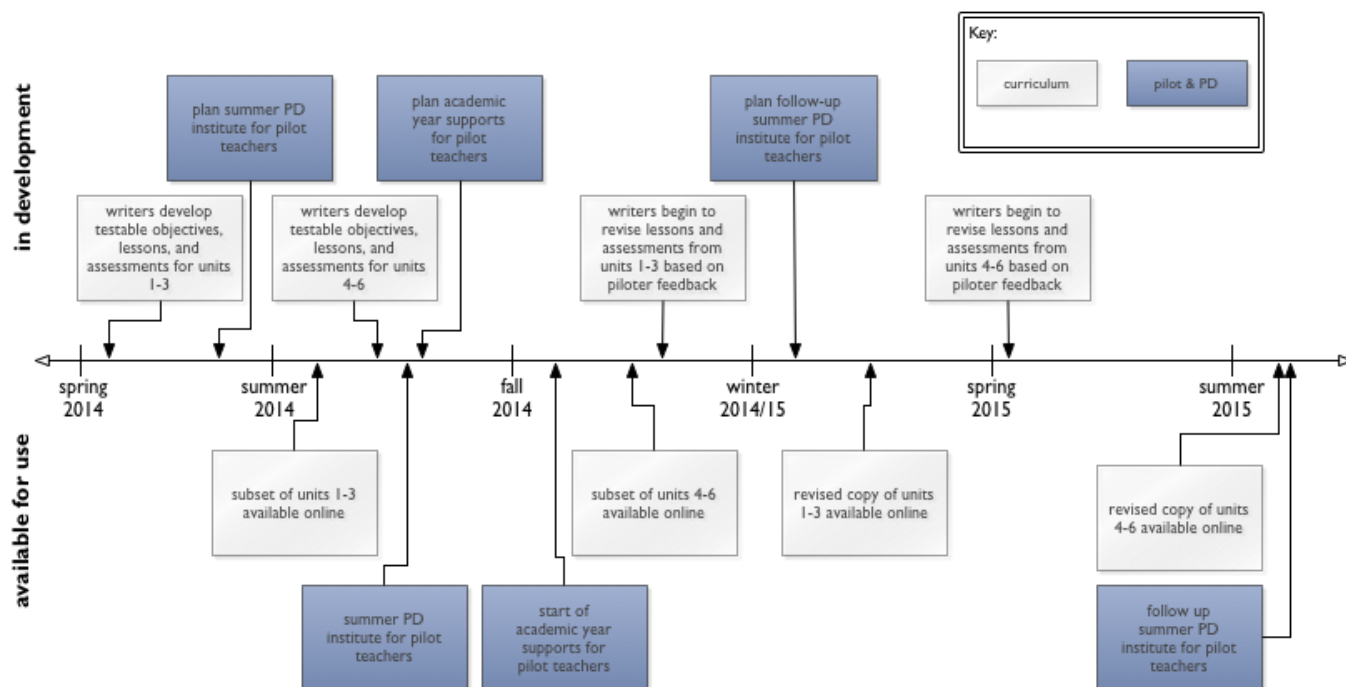 Key:
curriculum
pilot & PD
in development
plan summer PD
institute for pilot
teachers
plan academic
year supports
for pilot
teachers
plan follow-up
summer PD
institute for pilot
teachers
writers develop
testable objectives,
lessons, and
assessments for units
1-3
writers develop
testable objectives,
lessons, and
assessments for units
4-6
writers begin to
revise lessons and
assessments from
units 1-3 based on
piloter feedback
writers begin to
revise lessons and
assessments from
units 4-6 based on
piloter feedback
spring
2014
summer
2014
fall
2014
winter
2014/15
spring
2015
summer
2015
available for use
subset of units 1-3
available online
subset of units 4-6
available online
revised copy of units
1-3 available online
revised copy of units
4-6 available online
summer PD
institute for pilot
teachers
start of
academic year
supports for
pilot teachers
follow up
summer PD
institute for pilot
teachers